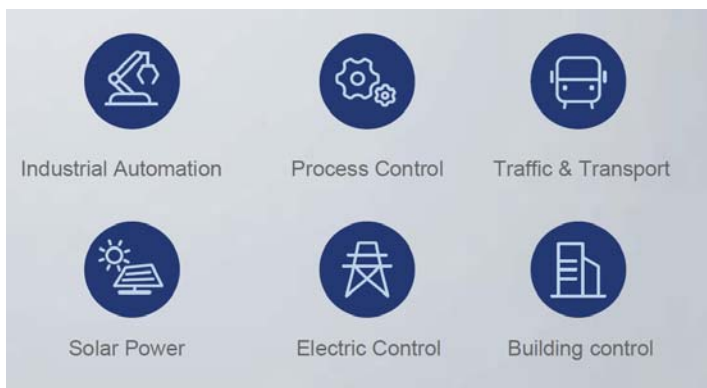 Industrial Automation
Process Control
Traffic & Transport
Solar Power
Electric Control
Building control